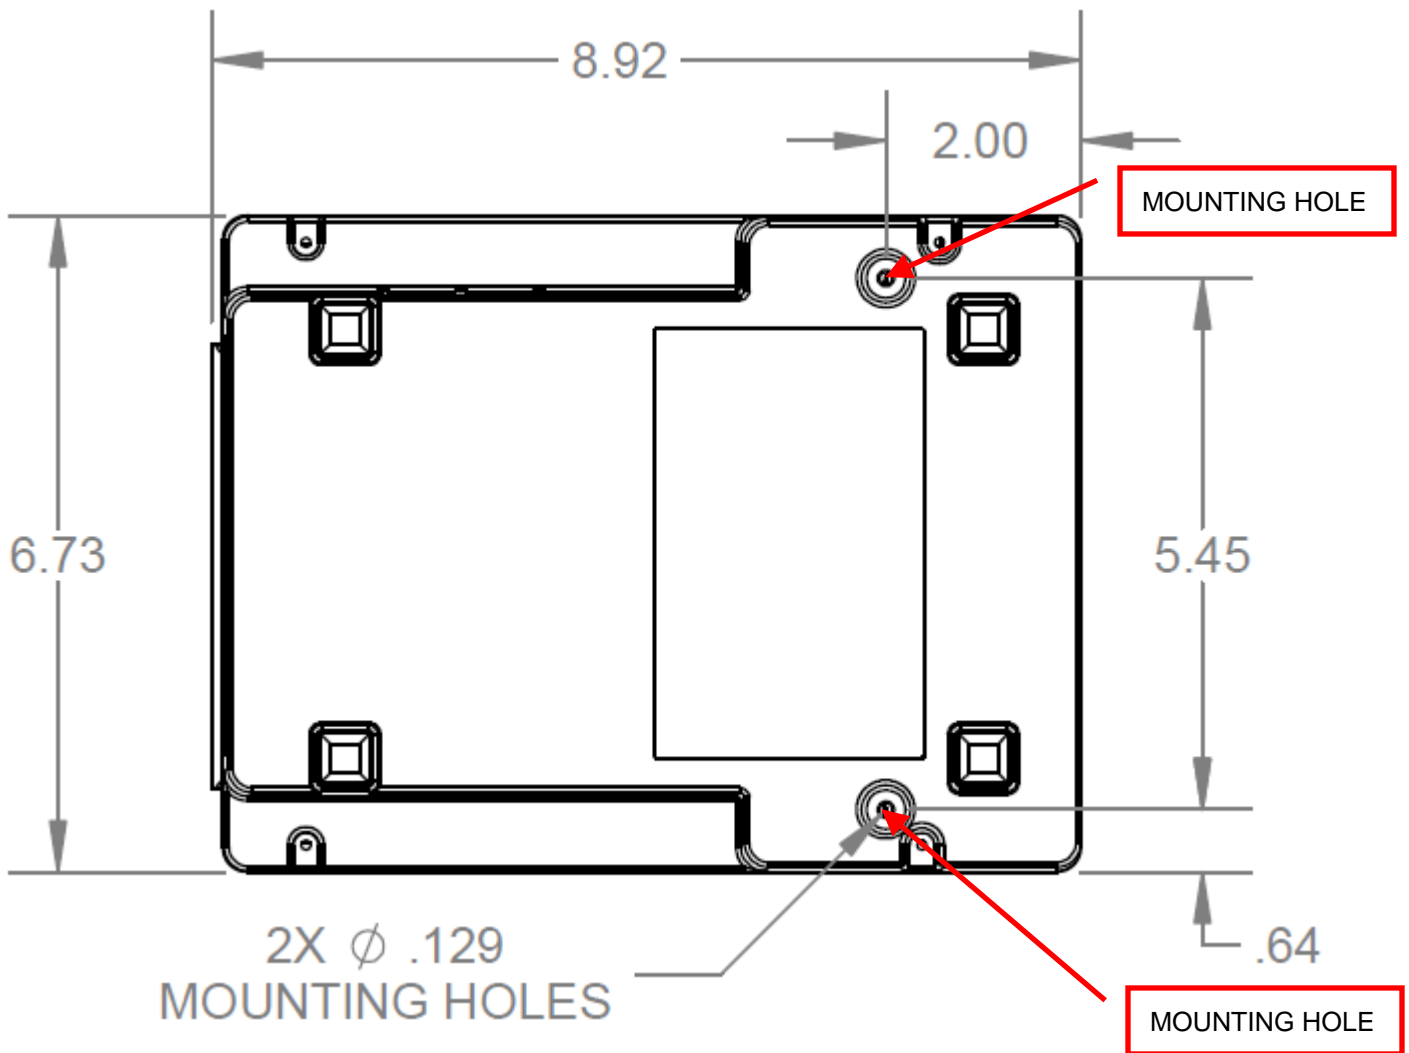 8.92
2.00
MOUNTING HOLE
6.73
5.45
2X ∅ .129
MOUNTING HOLES
.64
MOUNTING HOLE